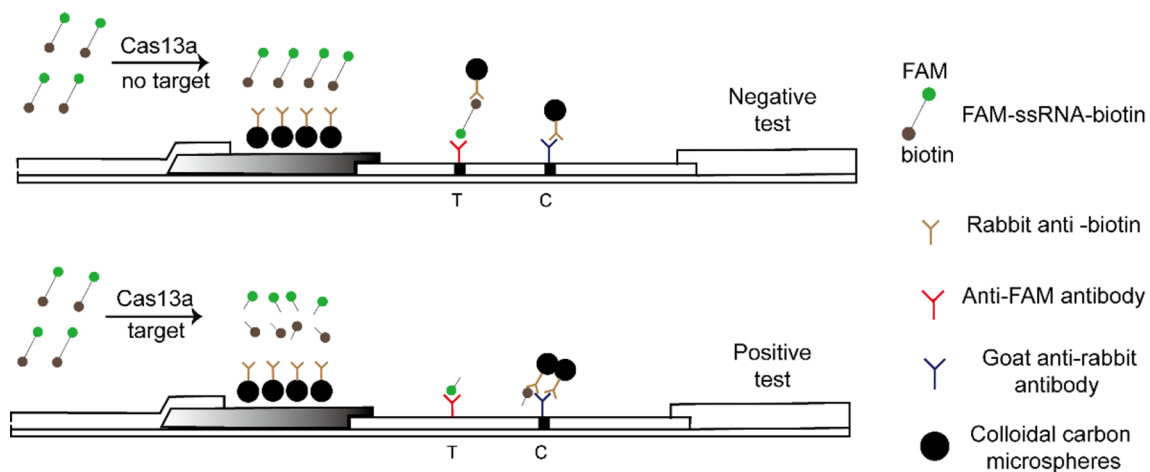 Cas13a
no target
Negative
test
T
C
Cas13a
target
Positive
test
T
C
FAM
biotin
FAM-ssRNA-biotin
Rabbit anti -biotin
Anti-FAM antibody
Goat anti-rabbit
antibody
Colloidal carbon
microspheres